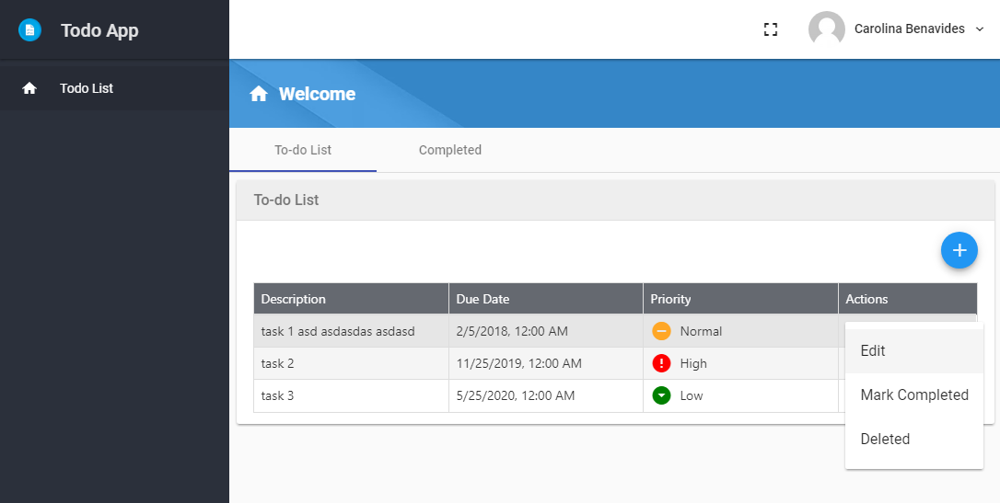 Todo App
Carolina Benavides
Todo List
Welcome
To-do List Completed
To-do List
Description Due Date Priority Actions
task 1 asd asdasdas asdasd 2/5/2018, 12:00 AM Normal
Edit
task 2 11/25/2019, 12:00 AM High
Mark Completed
task 3 5/25/2020, 12:00 AM Low
Deleted